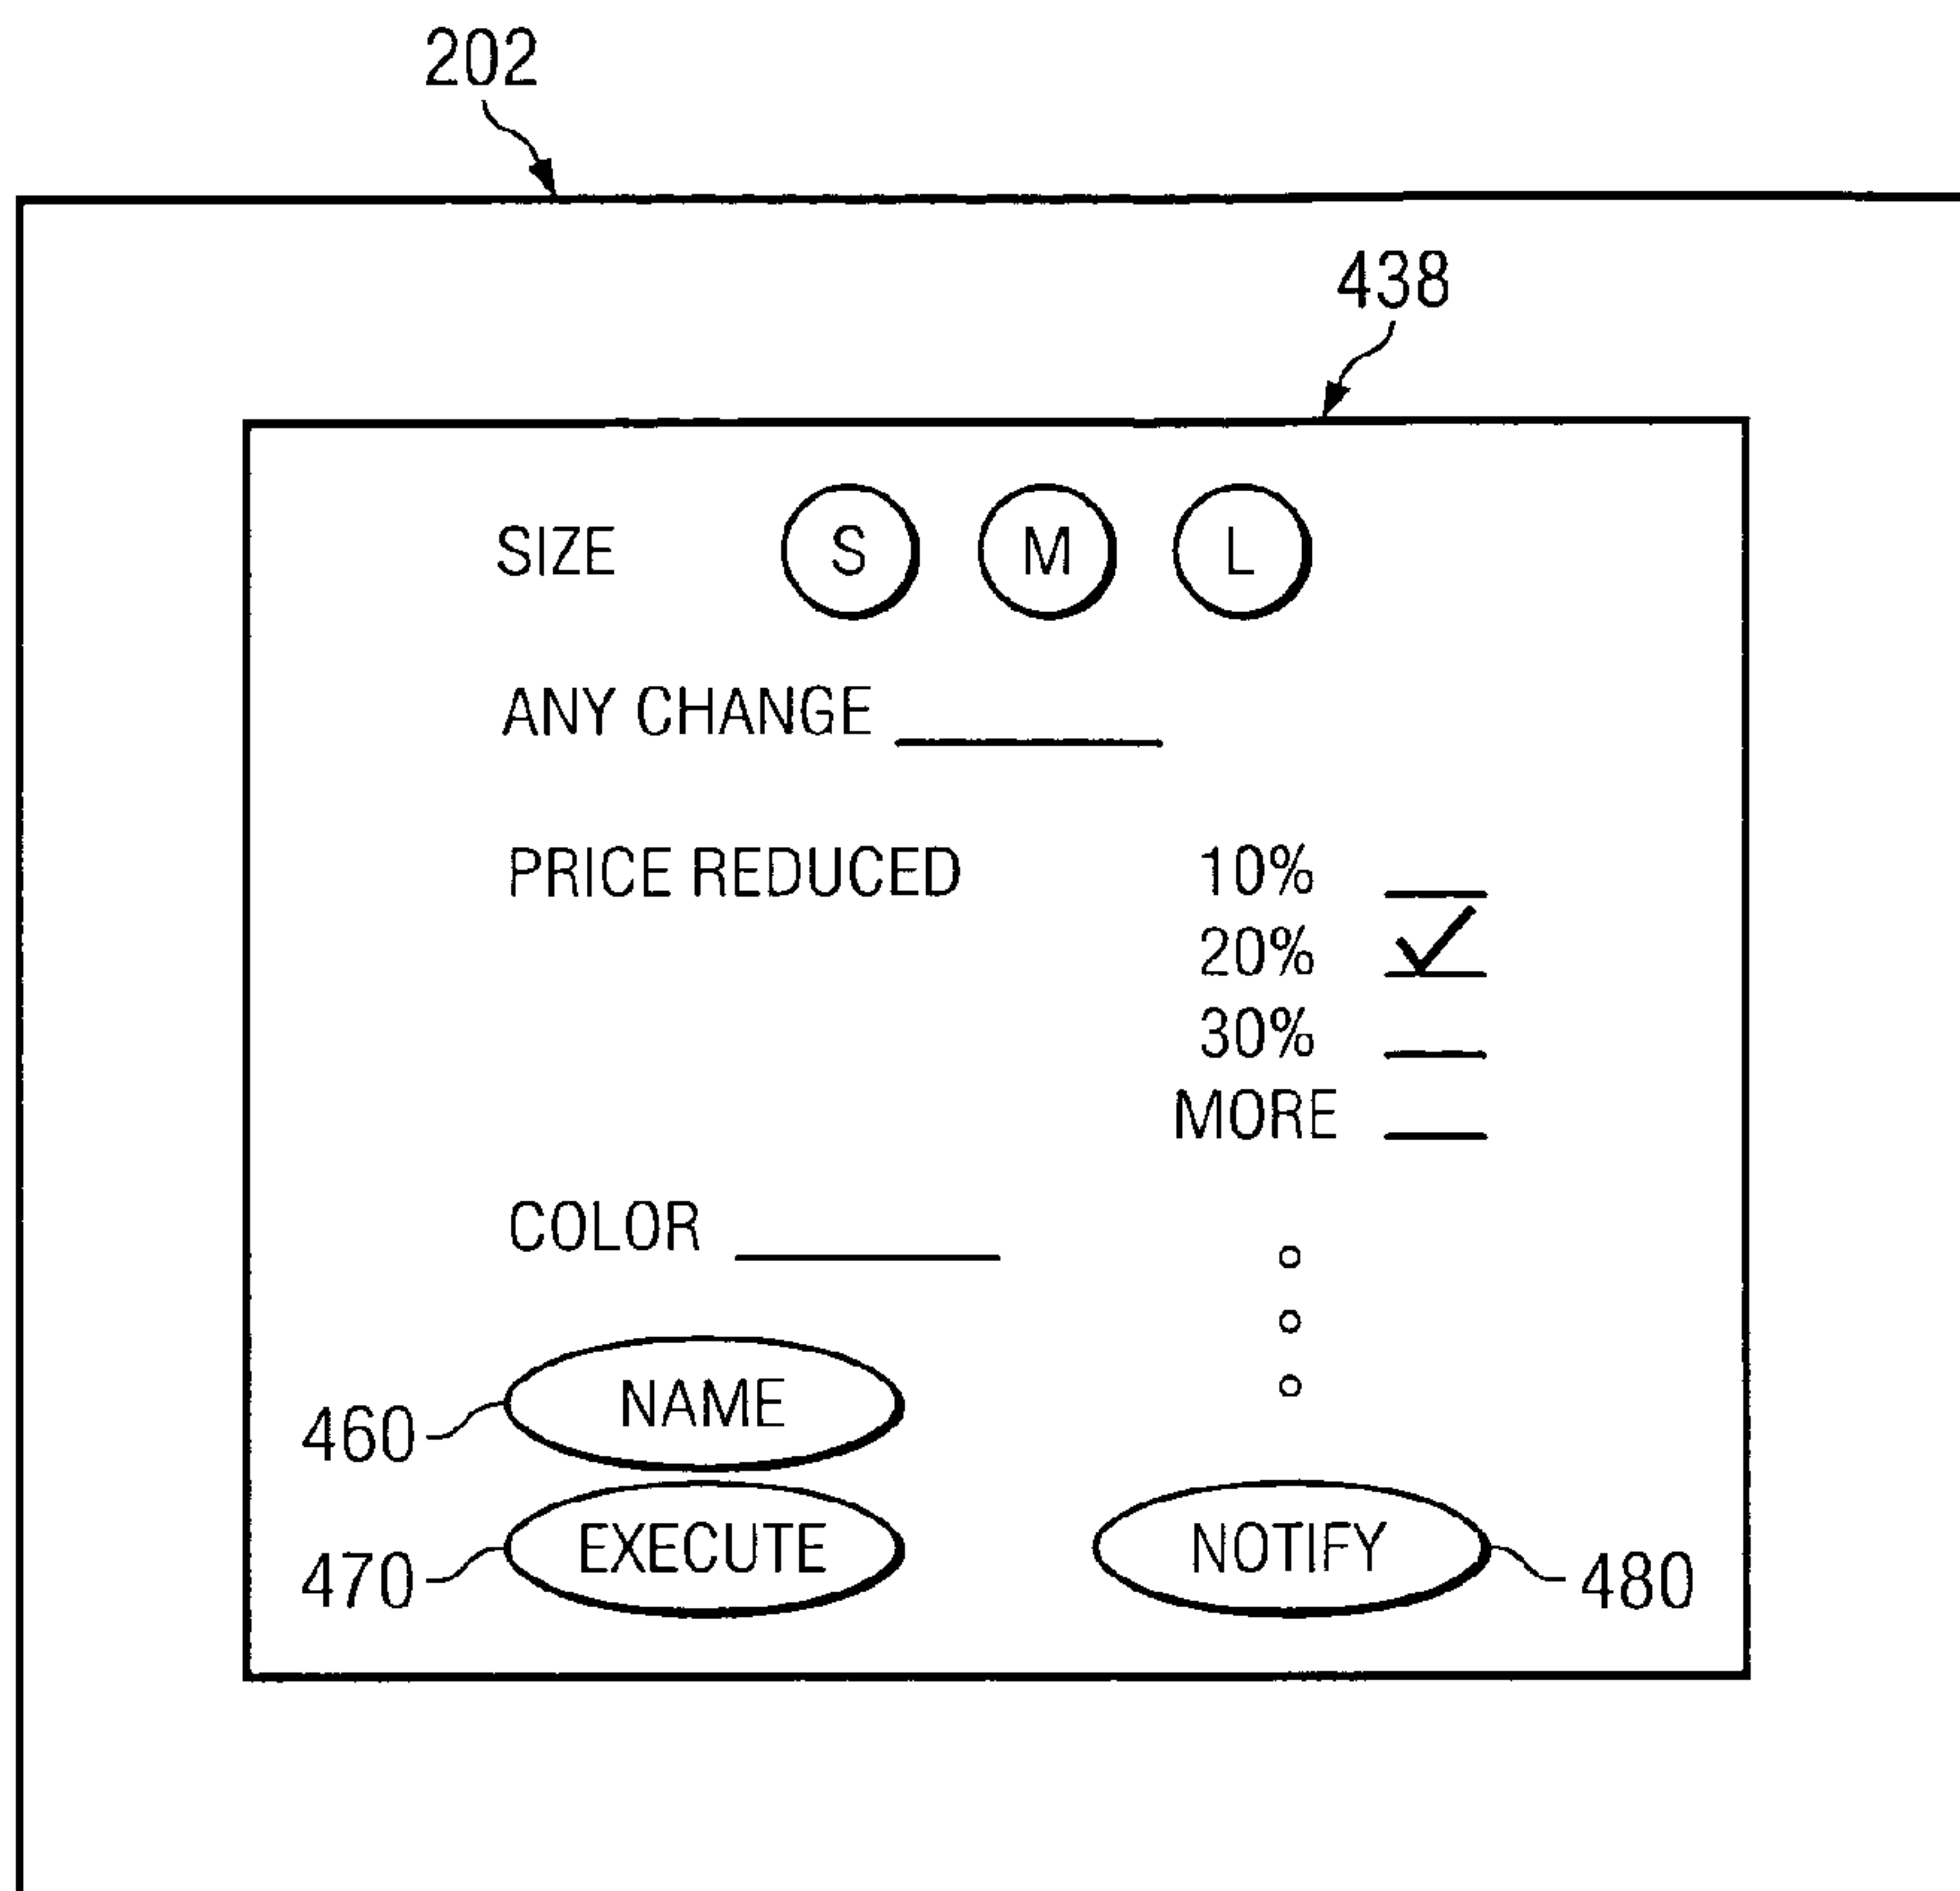 202
438
SIZE S M L
ANY CHANGE
PRICE REDUCED 10%
20%
30%
MORE
COLOR
NAME
460
EXECUTE NOTIFY
470 480